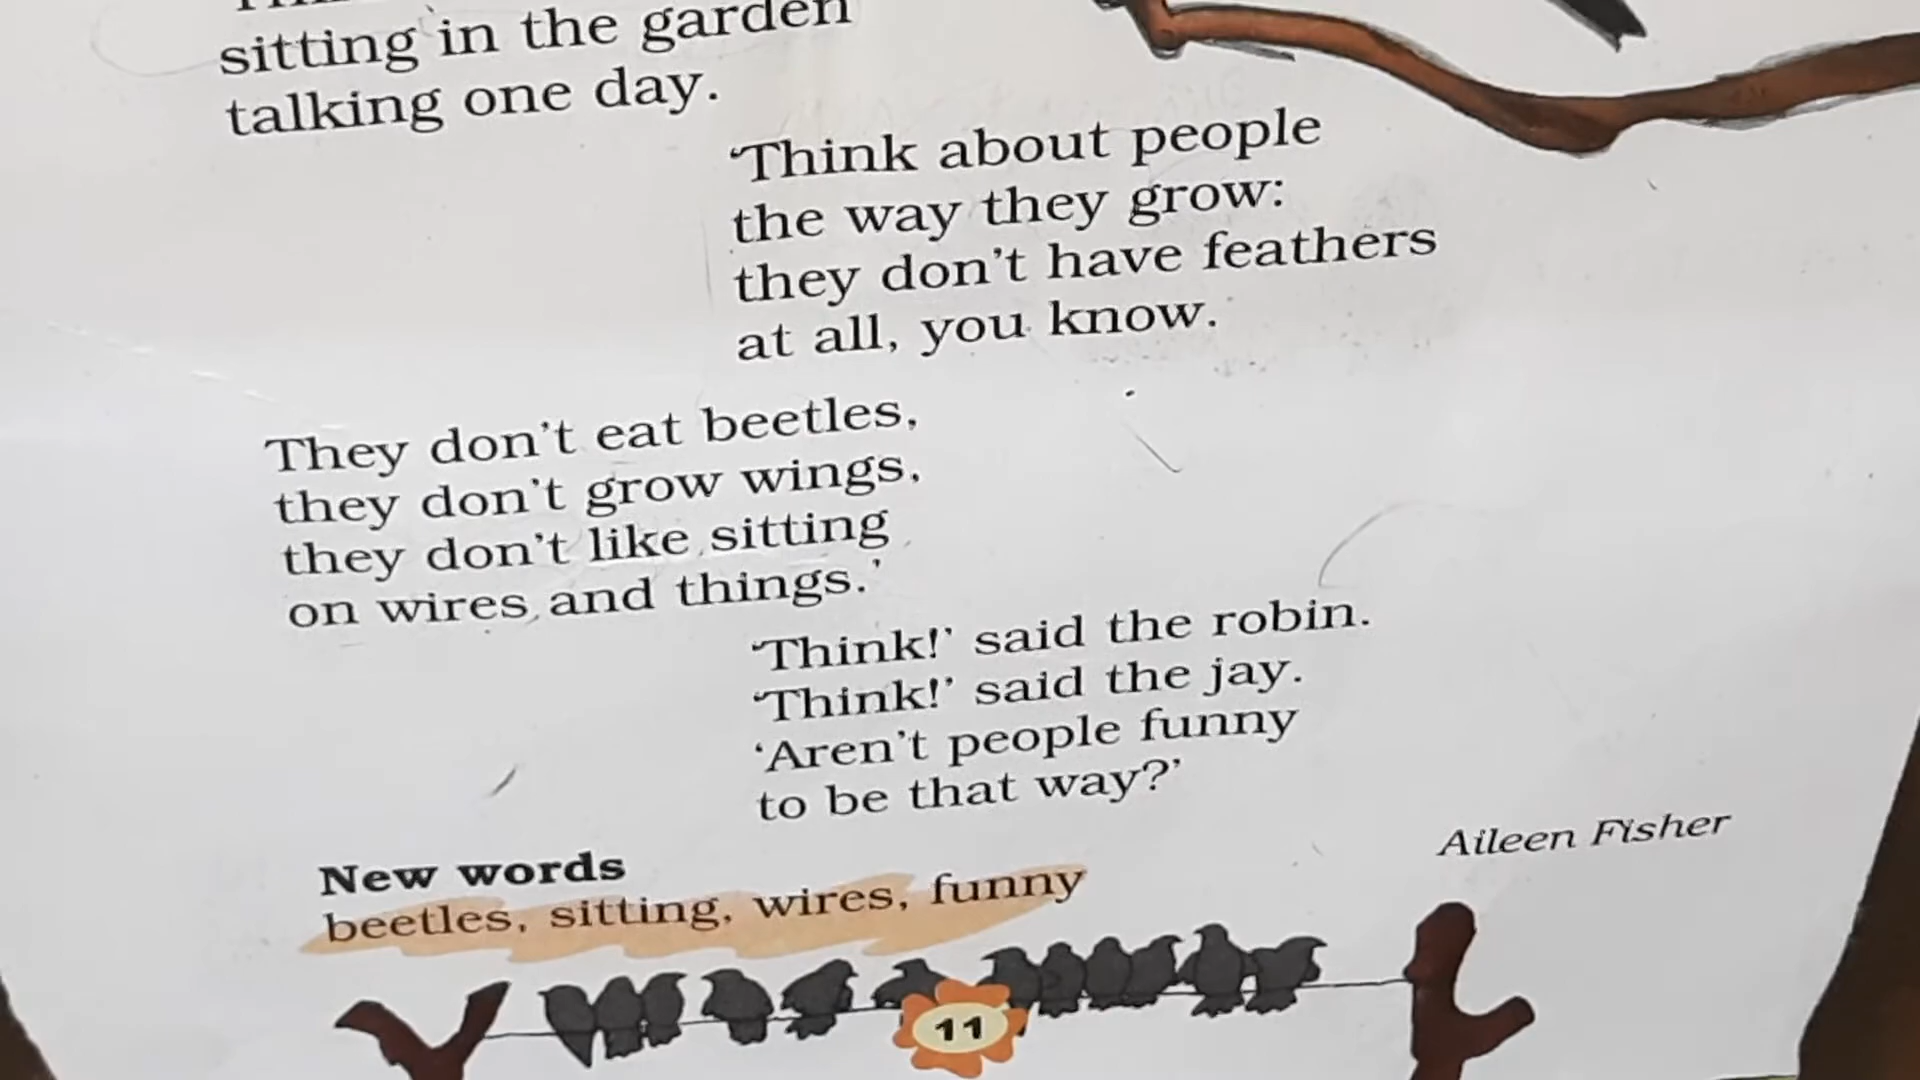 sitting in the garden
talking one day.
‘Think about people
the way they grow:
they don’t have feathers
at all, you know.
They don’t eat beetles,
they don’t grow wings,
they don’t like sitting
on wires and things.’
‘Think!’ said the robin.
‘Think!’ said the jay.
‘Aren’t people funny
to be that way?’
Aileen Fisher
New words
beetles, sitting, wires, funny
11